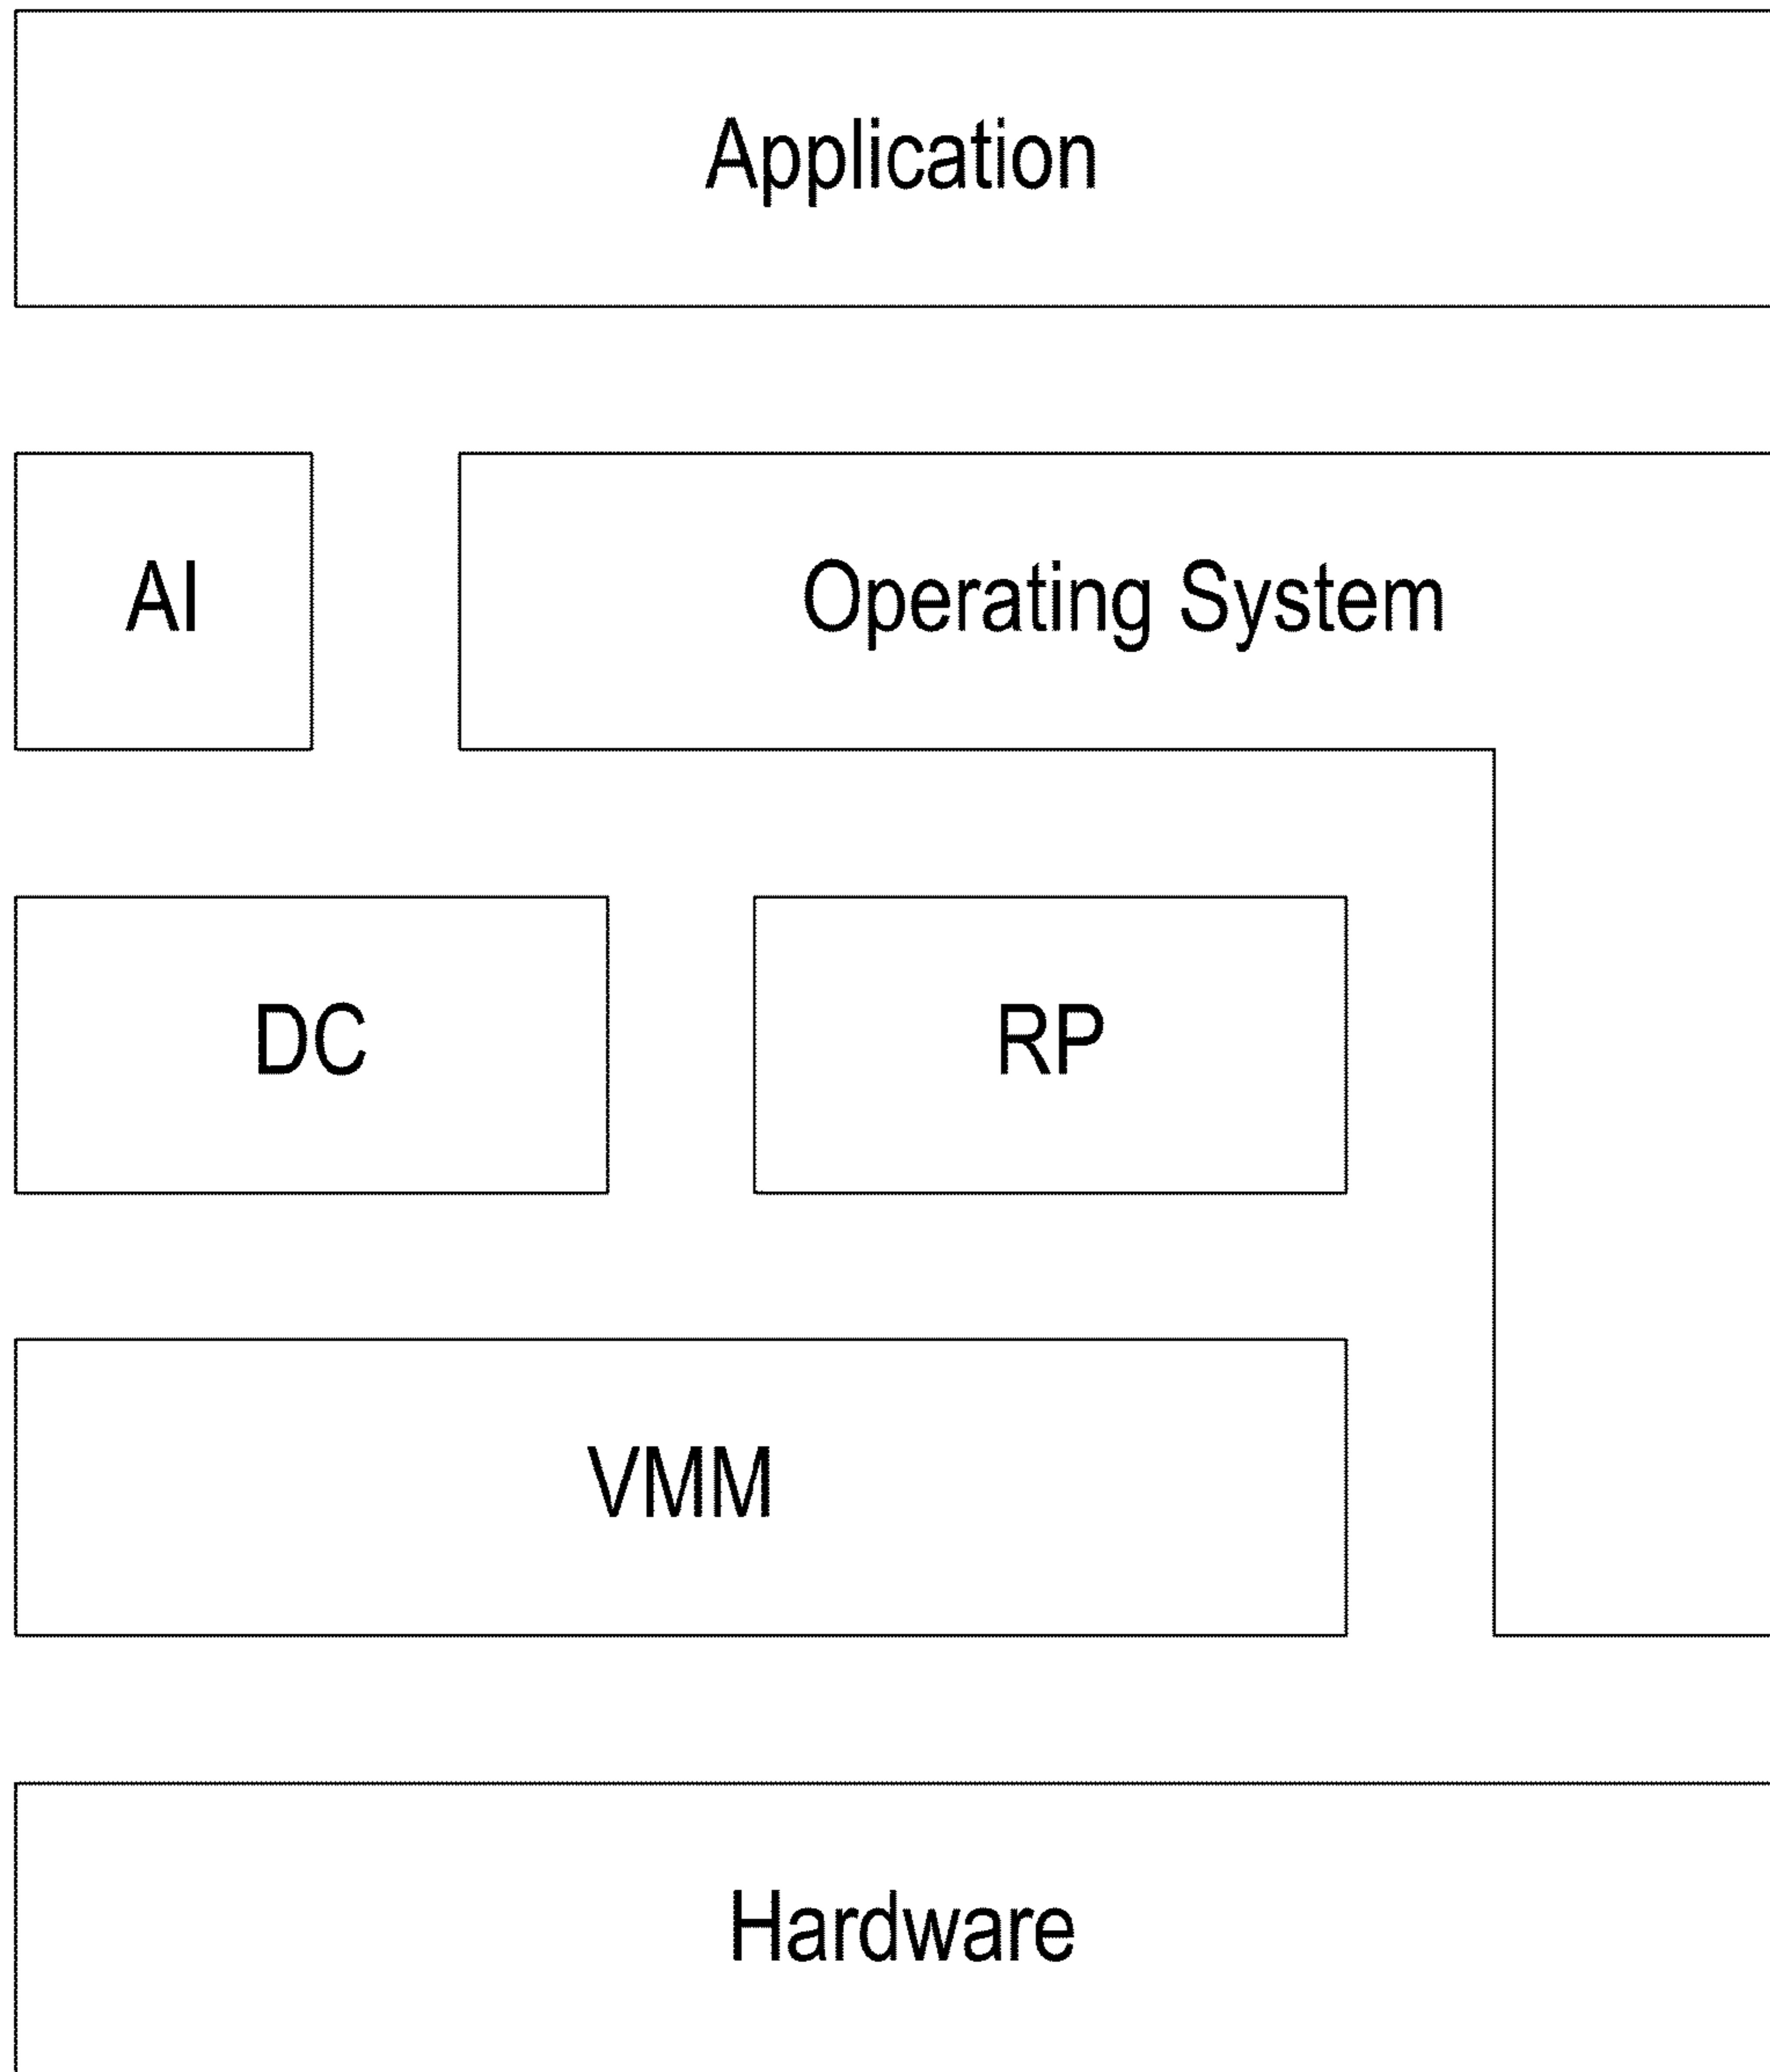 Application
AI
Operating System
DC
RP
VMM
Hardware